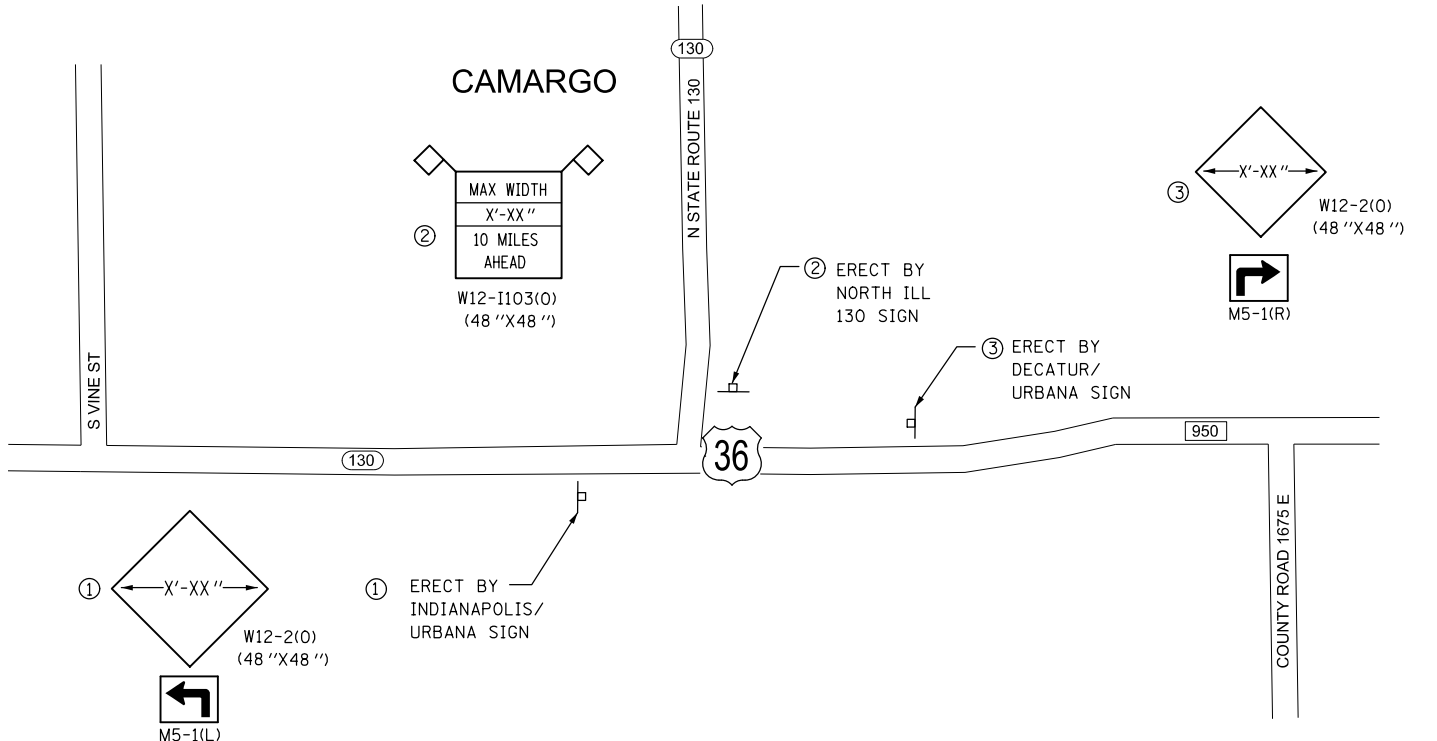 130
CAMARGO
N STATE ROUTE 130
MAX WIDTH
X'-XX"
10 MILES
AHEAD
②
W12-I103(O)
(48"X48")
③
X'-XX"
W12-2(O)
(48"X48")
M5-1(R)
② ERECT BY
NORTH ILL
130 SIGN
③ ERECT BY
DECATUR/
URBANA SIGN
S VINE ST
130
36
950
COUNTY ROAD 1675 E
①
X'-XX"
W12-2(O)
(48"X48")
M5-1(L)
① ERECT BY
INDIANAPOLIS/
URBANA SIGN